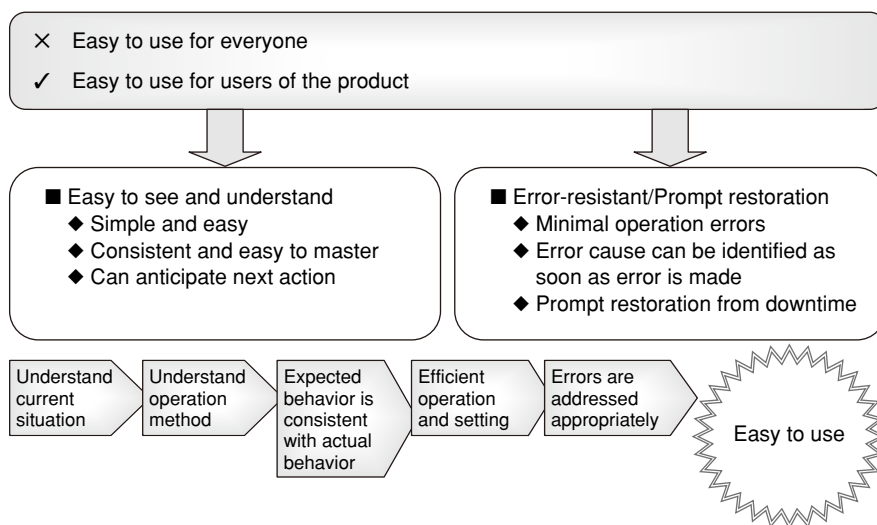 × Easy to use for everyone
✓ Easy to use for users of the product
■ Easy to see and understand
◆ Simple and easy
◆ Consistent and easy to master
◆ Can anticipate next action
■ Error-resistant/Prompt restoration
◆ Minimal operation errors
◆ Error cause can be identified as
soon as error is made
◆ Prompt restoration from downtime
Understand
current
situation
Understand
operation
method
Expected
behavior is
consistent
with actual
behavior
Efficient
operation
and setting
Errors are
addressed
appropriately
Easy to use